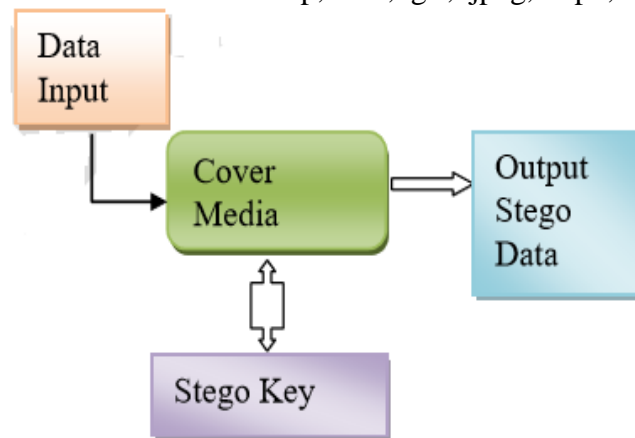 Data
Input
Cover
Media
Output
Stego
Data
Stego Key